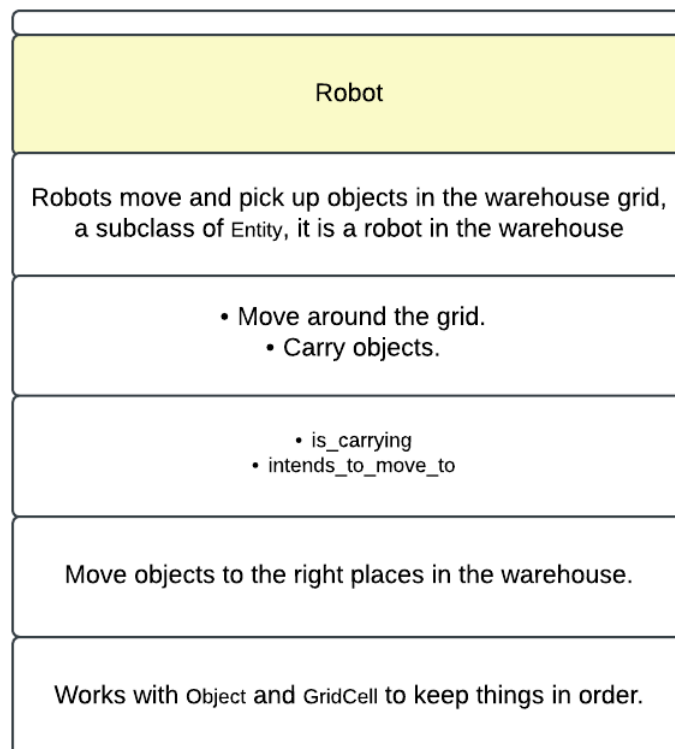 Robot
Robots move and pick up objects in the warehouse grid,
a subclass of Entity, it is a robot in the warehouse
• Move around the grid.
• Carry objects.
• is_carrying
• intends_to_move_to
Move objects to the right places in the warehouse.
Works with Object and GridCell to keep things in order.